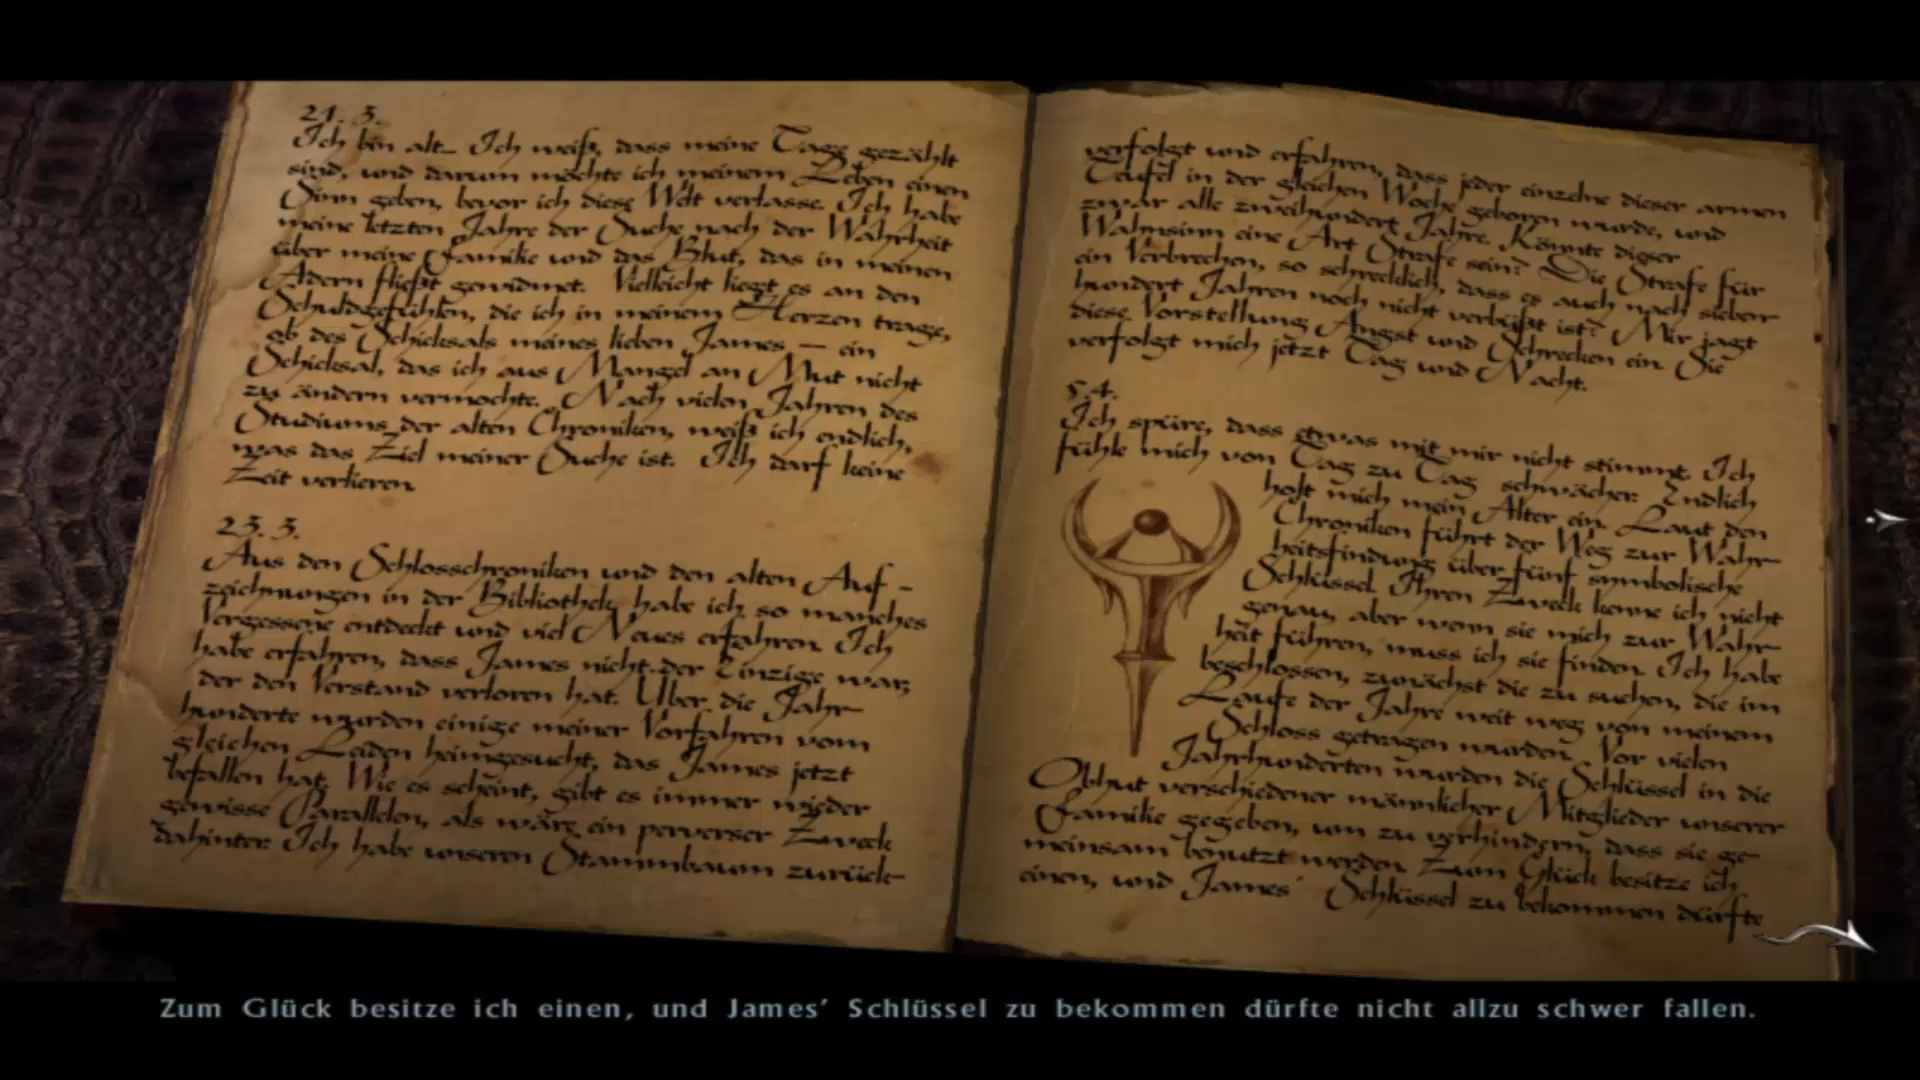 21. 3.
Ich bin alt. Ich weiß, dass meine Tage gezählt
sind, und darum möchte ich meinem Leben einen
Sinn geben, bevor ich diese Welt verlasse. Ich habe
meine letzten Jahre der Suche nach der Wahrheit
über meine Familie und das Blut, das in meinen
Adern fließt gewidmet. Vielleicht liegt es an den
Schuldgefühlen, die ich in meinem Herzen trage,
ob des Schicksals meines lieben James – ein
Schicksal, das ich aus Mangel an Mut nicht
zu ändern vermochte. Nach vielen Jahren des
Studiums der alten Chroniken, weiß ich endlich,
was das Ziel meiner Suche ist. Ich darf keine
Zeit verlieren.
23. 3.
Aus den Schlosschroniken und den alten Auf-
zeichnungen in der Bibliothek habe ich so manches
Vergessene entdeckt und viel Neues erfahren. Ich
habe erfahren, dass James nicht der Einzige war,
der den Verstand verloren hat. Über die Jahr
hunderte wurden einige meiner Vorfahren vom
gleichen Leiden heimgesucht, das James jetzt
befallen hat. Wie es scheint, gibt es immer wieder
gewisse Parallelen, als wäre ein perverser Zweck
dahinter. Ich habe unseren Stammbaum zurück-
verfolgt und erfahren, dass jeder einzelne dieser armen
Teufel in der gleichen Woche geboren wurde, und
zwar alle zweihundert Jahre. Könnte dieser
Wahnsinn eine Art Strafe sein? Die Strafe für
ein Verbrechen, so schrecklich, dass es auch nach sieben
hundert Jahren noch nicht verbüßt ist? Mir jagt
diese Vorstellung Angst und Schrecken ein. Sie
verfolgt mich jetzt Tag und Nacht.
5.4.
Ich spüre, dass etwas mit mir nicht stimmt. Ich
fühle mich von Tag zu Tag schwächer. Endlich
holt mich mein Alter ein. Laut den
Chroniken führt der Weg zur Wahr-
heitsfindung über fünf symbolische
Schlüssel. Ihren Zweck kenne ich nicht
genau, aber wenn sie mich zur Wahr-
heit führen, muss ich sie finden. Ich habe
beschlossen, zunächst die zu suchen, die im
Laufe der Jahre weit weg von meinem
Schloss getragen wurden. Vor vielen
Jahrhunderten wurden die Schlüssel in die
Obhut verschiedener männlicher Mitglieder unserer
Familie gegeben, um zu verhindern, dass sie ge-
meinsam benutzt werden. Zum Glück besitze ich
einen, und James' Schlüssel zu bekommen dürfte
Zum Glück besitze ich einen, und James' Schlüssel zu bekommen dürfte nicht allzu schwer fallen.